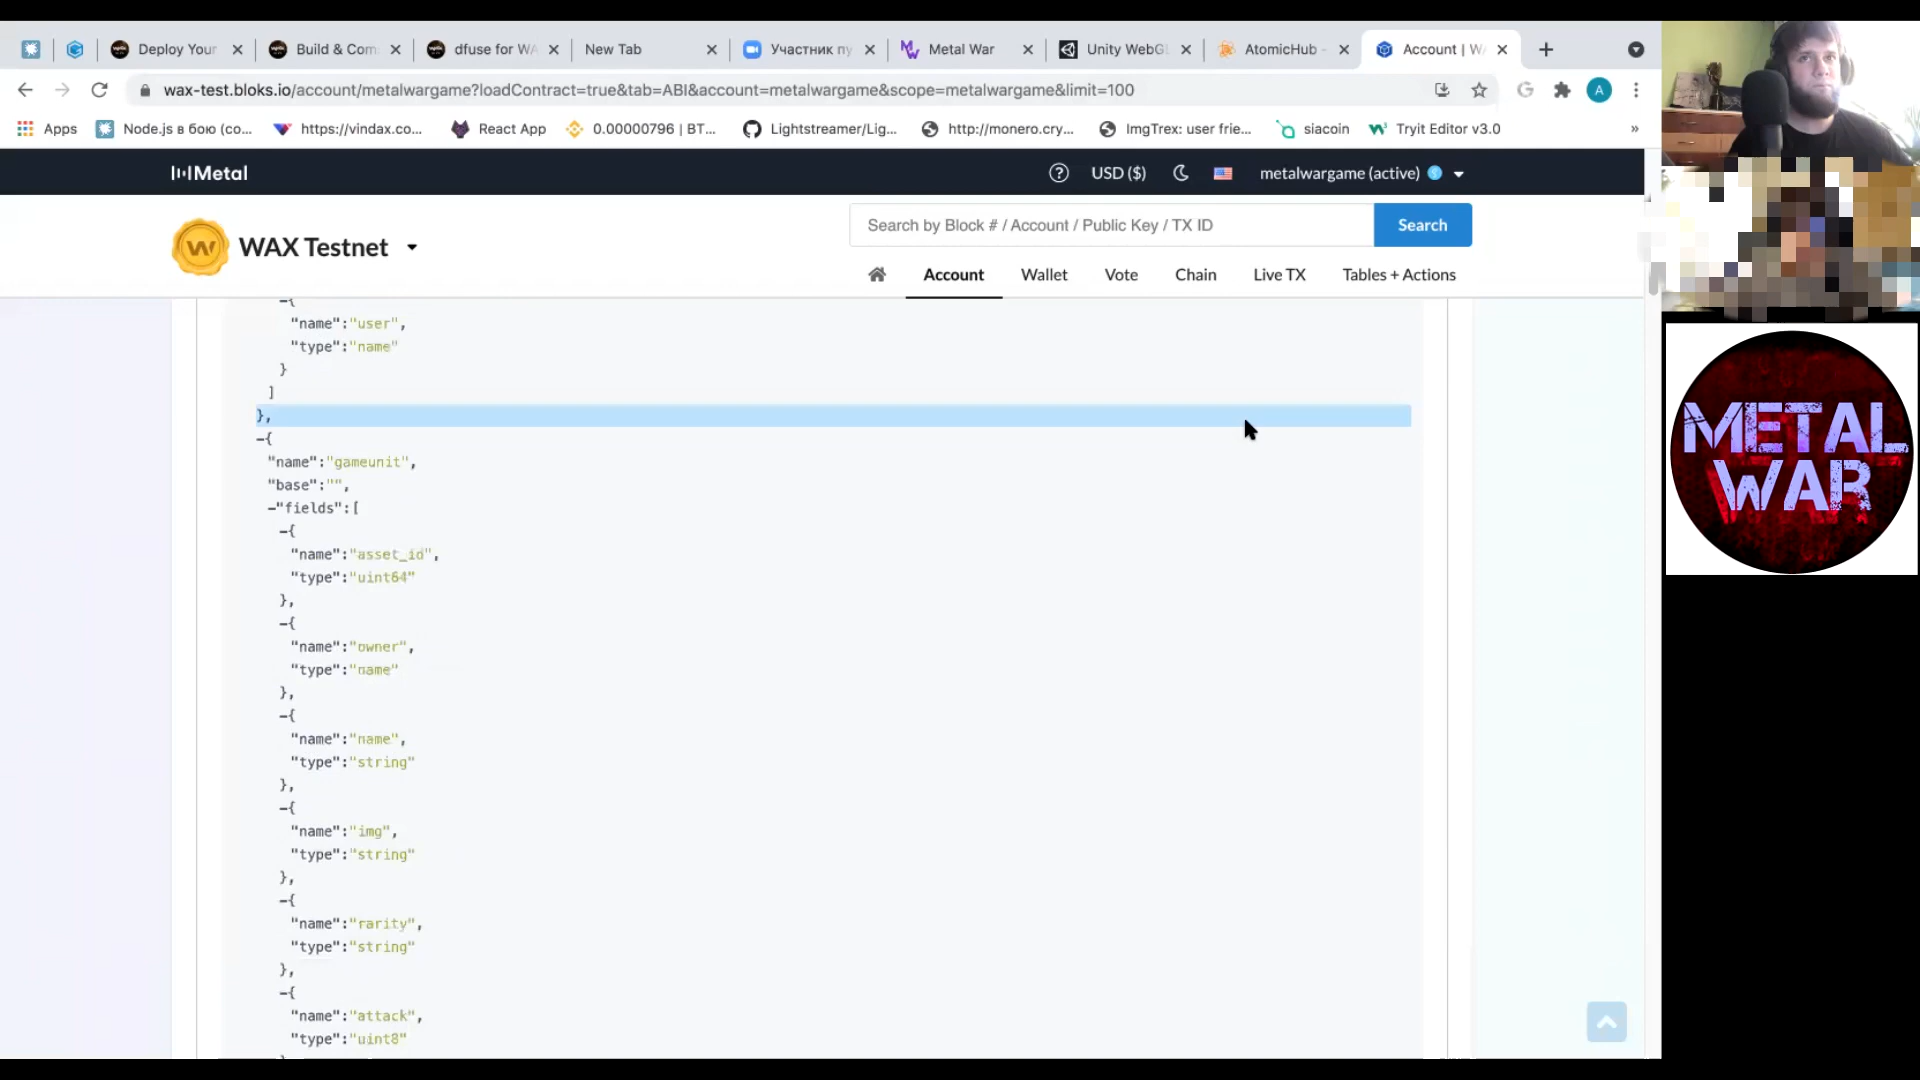 Deploy Your
Build & Com
dfuse for WA
New Tab
Участник пу
Metal War
Unity WebGL
AtomicHub -
Account | WA
wax-test.bloks.io/account/metalwargame?loadContract=true&tab=ABI&account=metalwargame&scope=metalwargame&limit=100
A
Apps
Node.js в бою (со...
https://vindax.co...
React App
0.00000796 | BT...
Lightstreamer/Lig...
http://monero.cry...
ImgTrex: user frie...
siacoin
Tryit Editor v3.0
»
Metal
USD ($)
metalwargame (active)
WAX Testnet
Search by Block # / Account / Public Key / TX ID
Search
Account
Wallet
Vote
Chain
Live TX
Tables + Actions
−{
"name":"user",
"type":"name"
}
]
},
−{
"name":"gameunit",
"base":"",
−"fields":[
−{
"name":"asset_id",
"type":"uint64"
},
−{
"name":"owner",
"type":"name"
},
−{
"name":"name",
"type":"string"
},
−{
"name":"img",
"type":"string"
},
−{
"name":"rarity",
"type":"string"
},
−{
"name":"attack",
"type":"uint8"
METAL
WAR